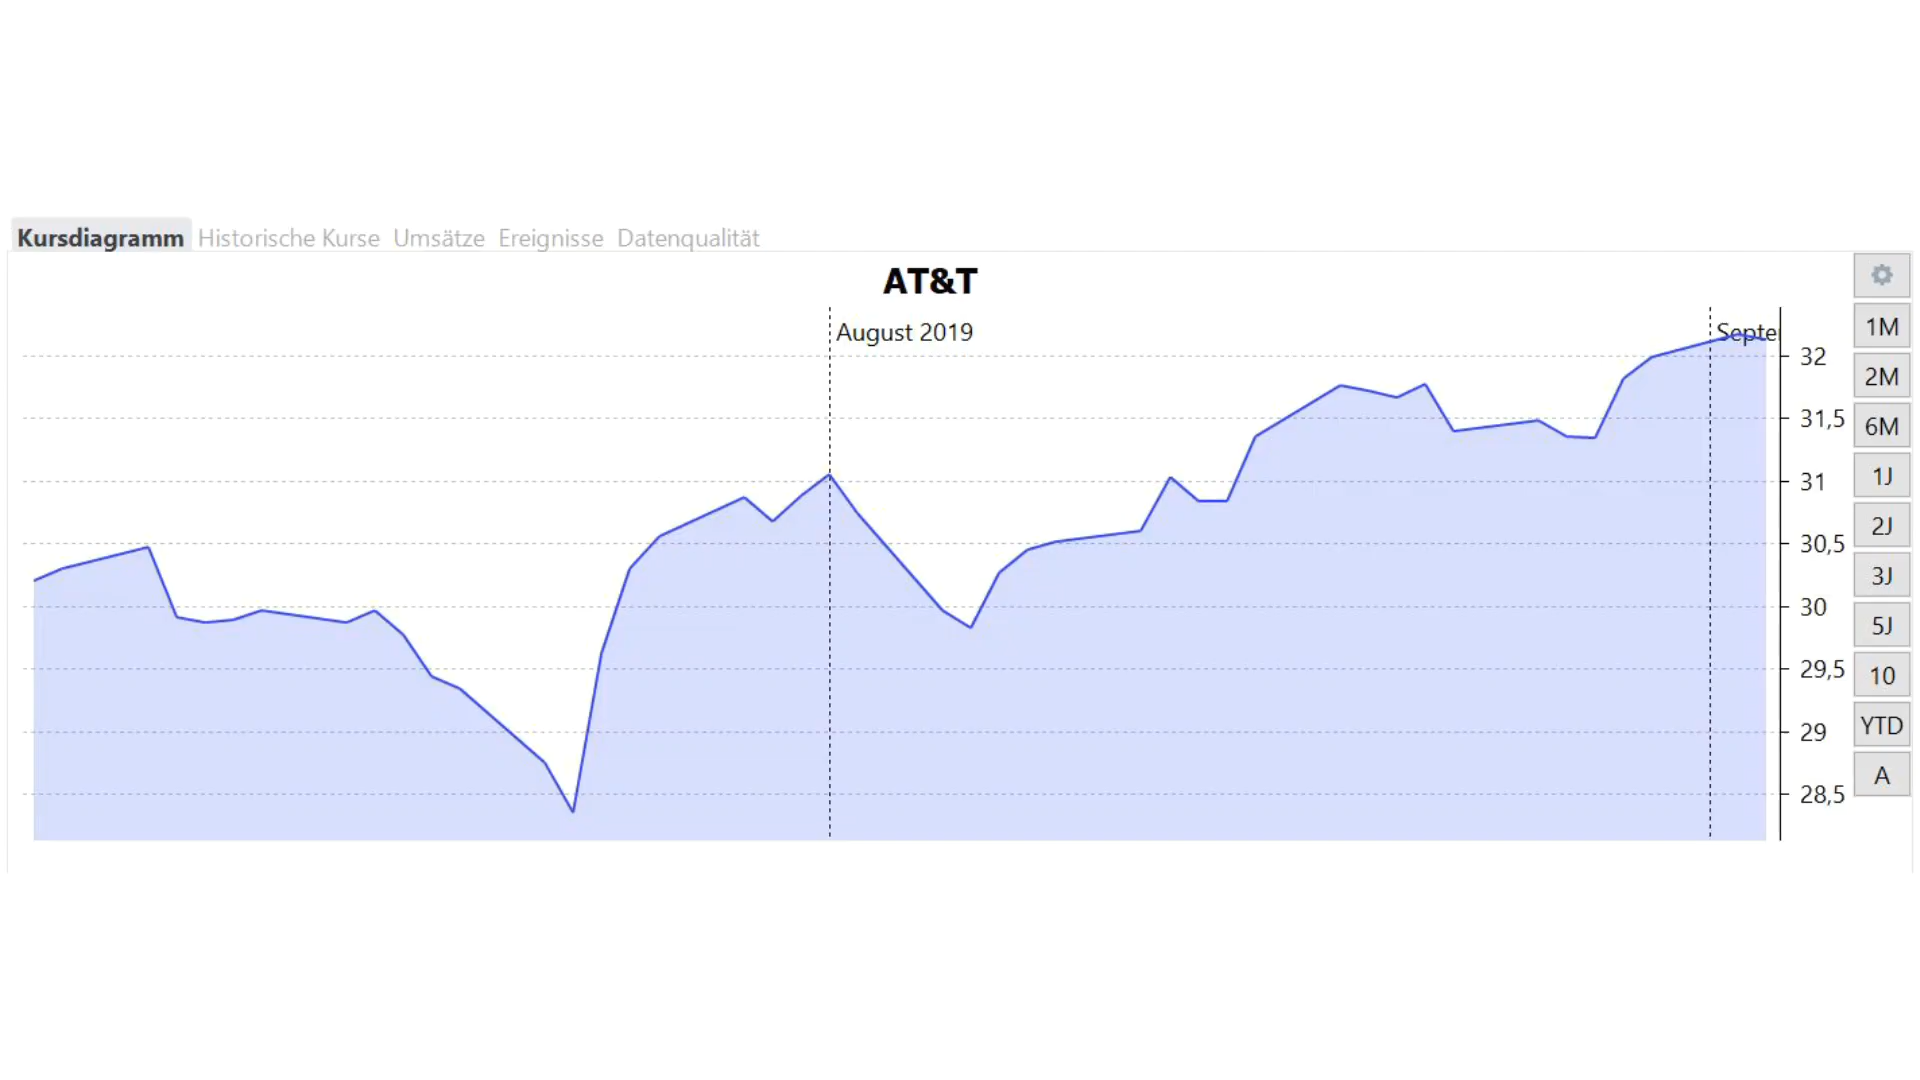 Kursdiagramm Historische Kurse Umsätze Ereignisse Datenqualität
AT&T
August 2019
32
31,5
31
30,5
30
29,5
29
28,5
1M
2M
6M
1J
2J
3J
5J
10
YTD
A